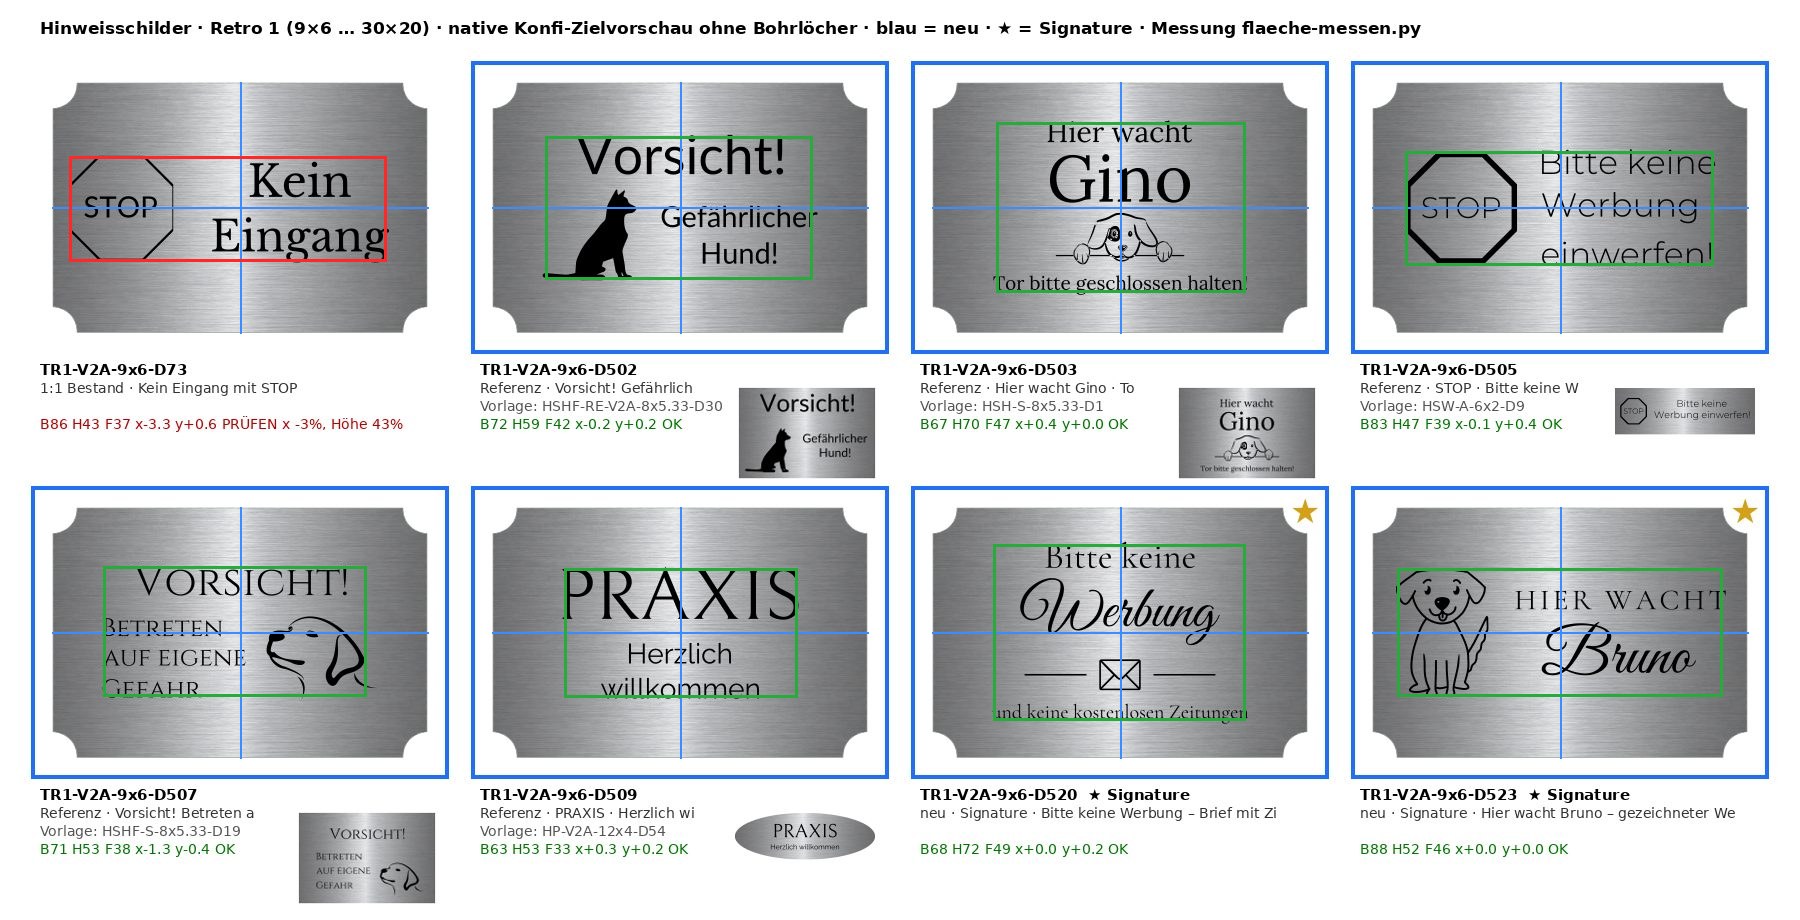 Hinweisschilder · Retro 1 (9×6 … 30×20) · native Konfi-Zielvorschau ohne Bohrlöcher · blau = neu · ★ = Signature · Messung flaeche-messen.py
STOP
Kein
Eingang
TR1-V2A-9x6-D73
1:1 Bestand · Kein Eingang mit STOP
B86 H43 F37 x-3.3 y+0.6 PRÜFEN x -3%, Höhe 43%
Vorsicht!
Gefährlicher
Hund!
TR1-V2A-9x6-D502
Referenz · Vorsicht! Gefährlich
Vorlage: HSHF-RE-V2A-8x5.33-D30
B72 H59 F42 x-0.2 y+0.2 OK
Vorsicht!
Gefährlicher
Hund!
Hier wacht
Gino
Tor bitte geschlossen halten!
TR1-V2A-9x6-D503
Referenz · Hier wacht Gino · To
Vorlage: HSH-S-8x5.33-D1
B67 H70 F47 x+0.4 y+0.0 OK
Hier wacht
Gino
Tor bitte geschlossen halten!
STOP
Bitte keine
Werbung
einwerfen!
TR1-V2A-9x6-D505
Referenz · STOP · Bitte keine W
Vorlage: HSW-A-6x2-D9
B83 H47 F39 x-0.1 y+0.4 OK
STOP
Bitte keine
Werbung einwerfen!
VORSICHT!
BETRETEN
AUF EIGENE
GEFAHR
TR1-V2A-9x6-D507
Referenz · Vorsicht! Betreten a
Vorlage: HSHF-S-8x5.33-D19
B71 H53 F38 x-1.3 y-0.4 OK
VORSICHT!
BETRETEN
AUF EIGENE
GEFAHR
PRAXIS
Herzlich
willkommen
TR1-V2A-9x6-D509
Referenz · PRAXIS · Herzlich wi
Vorlage: HP-V2A-12x4-D54
B63 H53 F33 x+0.3 y+0.2 OK
PRAXIS
Herzlich willkommen
Bitte keine
Werbung
und keine kostenlosen Zeitungen
TR1-V2A-9x6-D520 ★ Signature
neu · Signature · Bitte keine Werbung – Brief mit Zi
B68 H72 F49 x+0.0 y+0.2 OK
HIER WACHT
Bruno
TR1-V2A-9x6-D523 ★ Signature
neu · Signature · Hier wacht Bruno – gezeichneter We
B88 H52 F46 x+0.0 y+0.0 OK